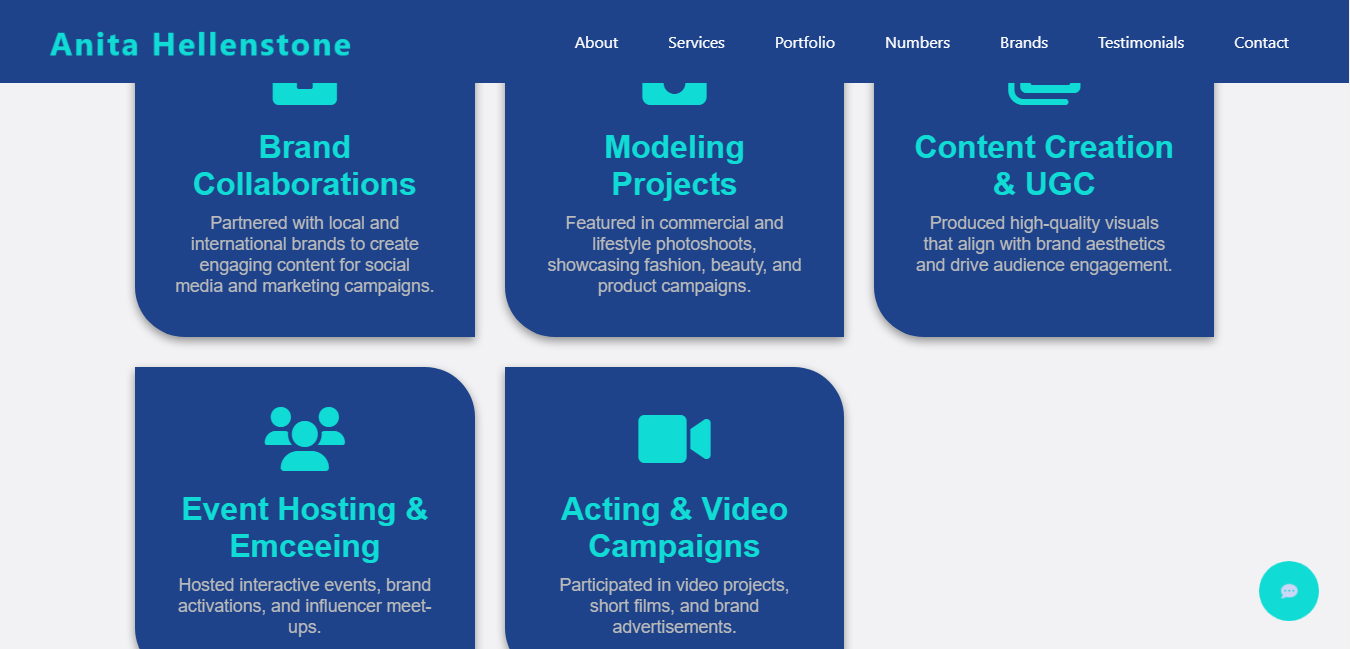 Anita Hellenstone
About
Services
Portfolio
Numbers
Brands
Testimonials
Contact
Brand
Collaborations
Partnered with local and
international brands to create
engaging content for social
media and marketing campaigns.
Modeling
Projects
Featured in commercial and
lifestyle photoshoots,
showcasing fashion, beauty, and
product campaigns.
Content Creation
& UGC
Produced high-quality visuals
that align with brand aesthetics
and drive audience engagement.
Event Hosting &
Emceeing
Hosted interactive events, brand
activations, and influencer meet-
ups.
Acting & Video
Campaigns
Participated in video projects,
short films, and brand
advertisements.